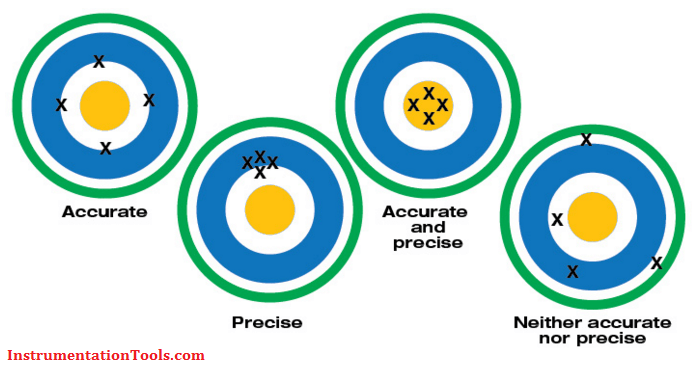 X
X X
X
Accurate
X
X X
X
Precise
X
X X
X
Accurate
and
precise
X
X
X
X
Neither accurate
nor precise
InstrumentationTools.com